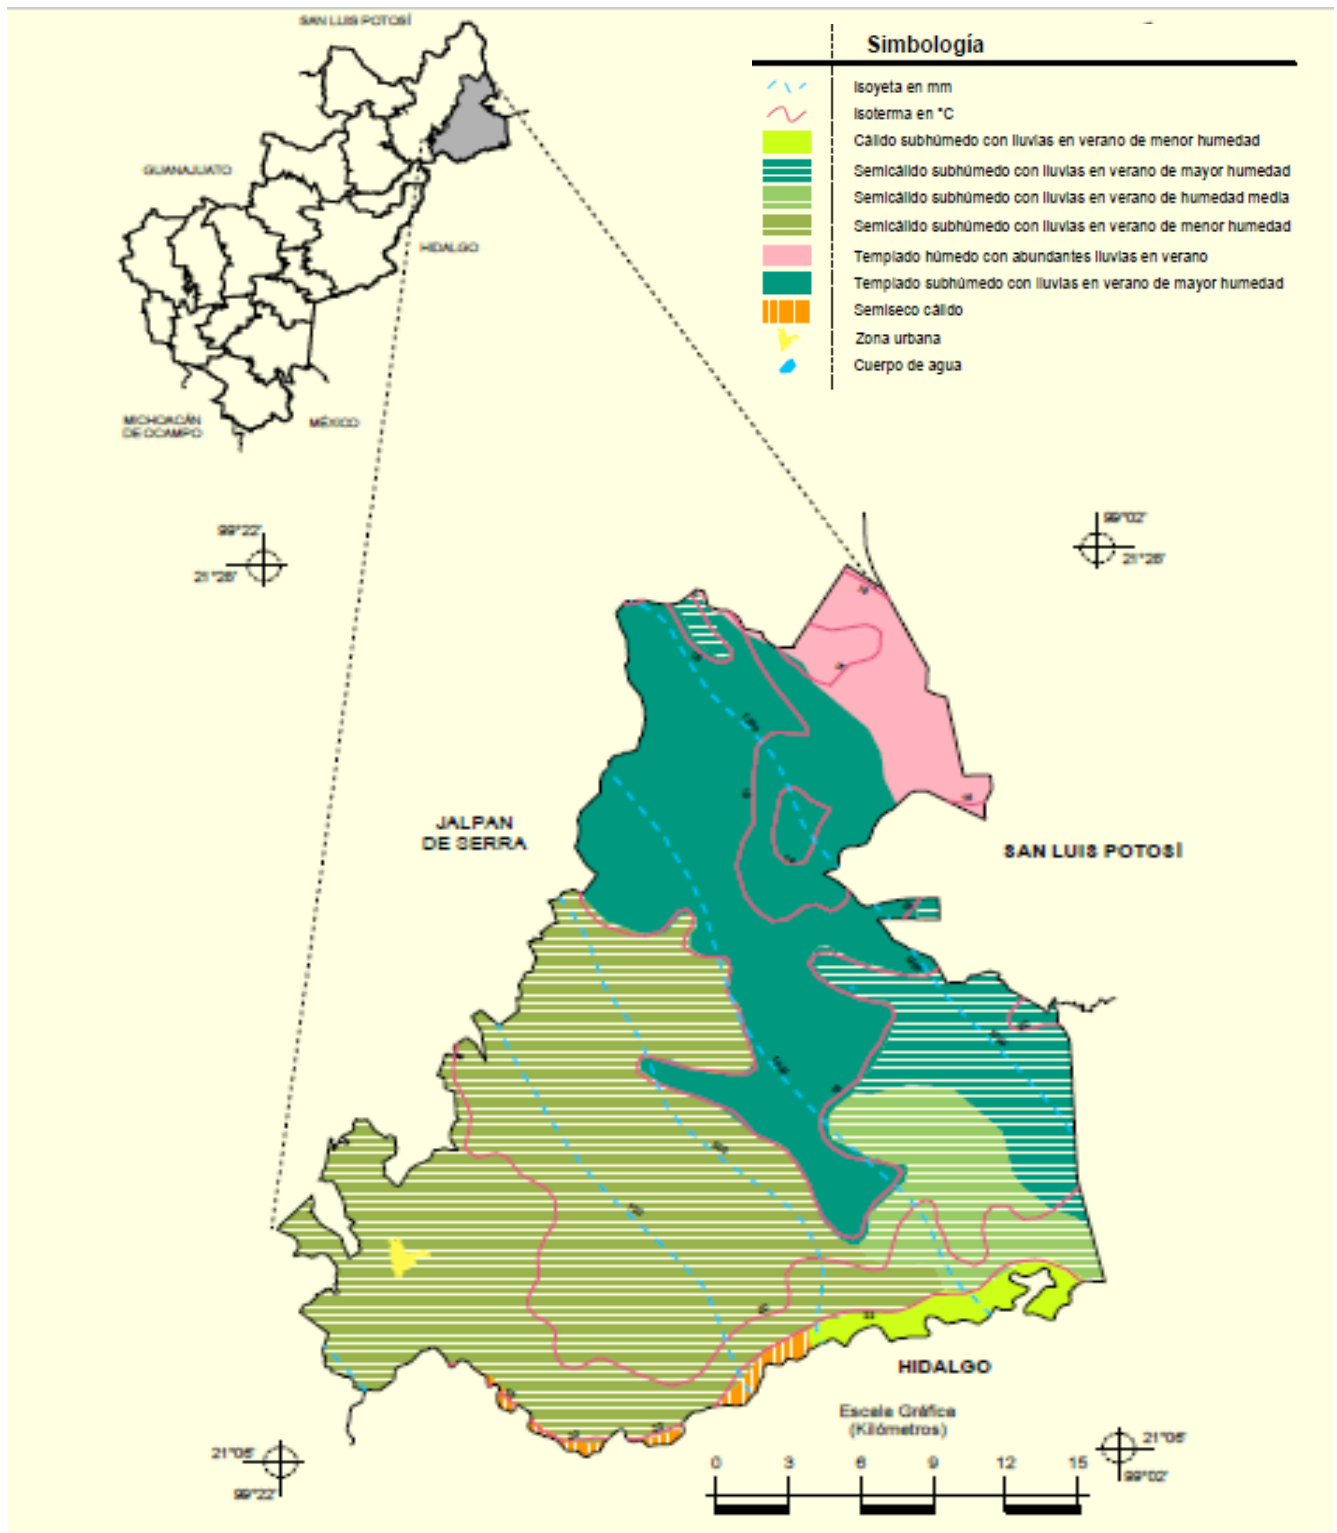 SAN LUIS POTOSÍ
GUANAJUATO
HIDALGO
MICHOACÁN
DE OCAMPO
MÉXICO
Simbología
Isoyeta en mm
Isoterma en °C
Cálido subhúmedo con lluvias en verano de menor humedad
Semicálido subhúmedo con lluvias en verano de mayor humedad
Semicálido subhúmedo con lluvias en verano de humedad media
Semicálido subhúmedo con lluvias en verano de menor humedad
Templado húmedo con abundantes lluvias en verano
Templado subhúmedo con lluvias en verano de mayor humedad
Semiseco cálido
Zona urbana
Cuerpo de agua
99°22'
21°26'
99°02'
21°26'
JALPAN
DE SERRA
SAN LUIS POTOSÍ
HIDALGO
Escala Gráfica
(Kilómetros)
0 3 6 9 12 15
21°06'
99°22'
21°06'
99°02'